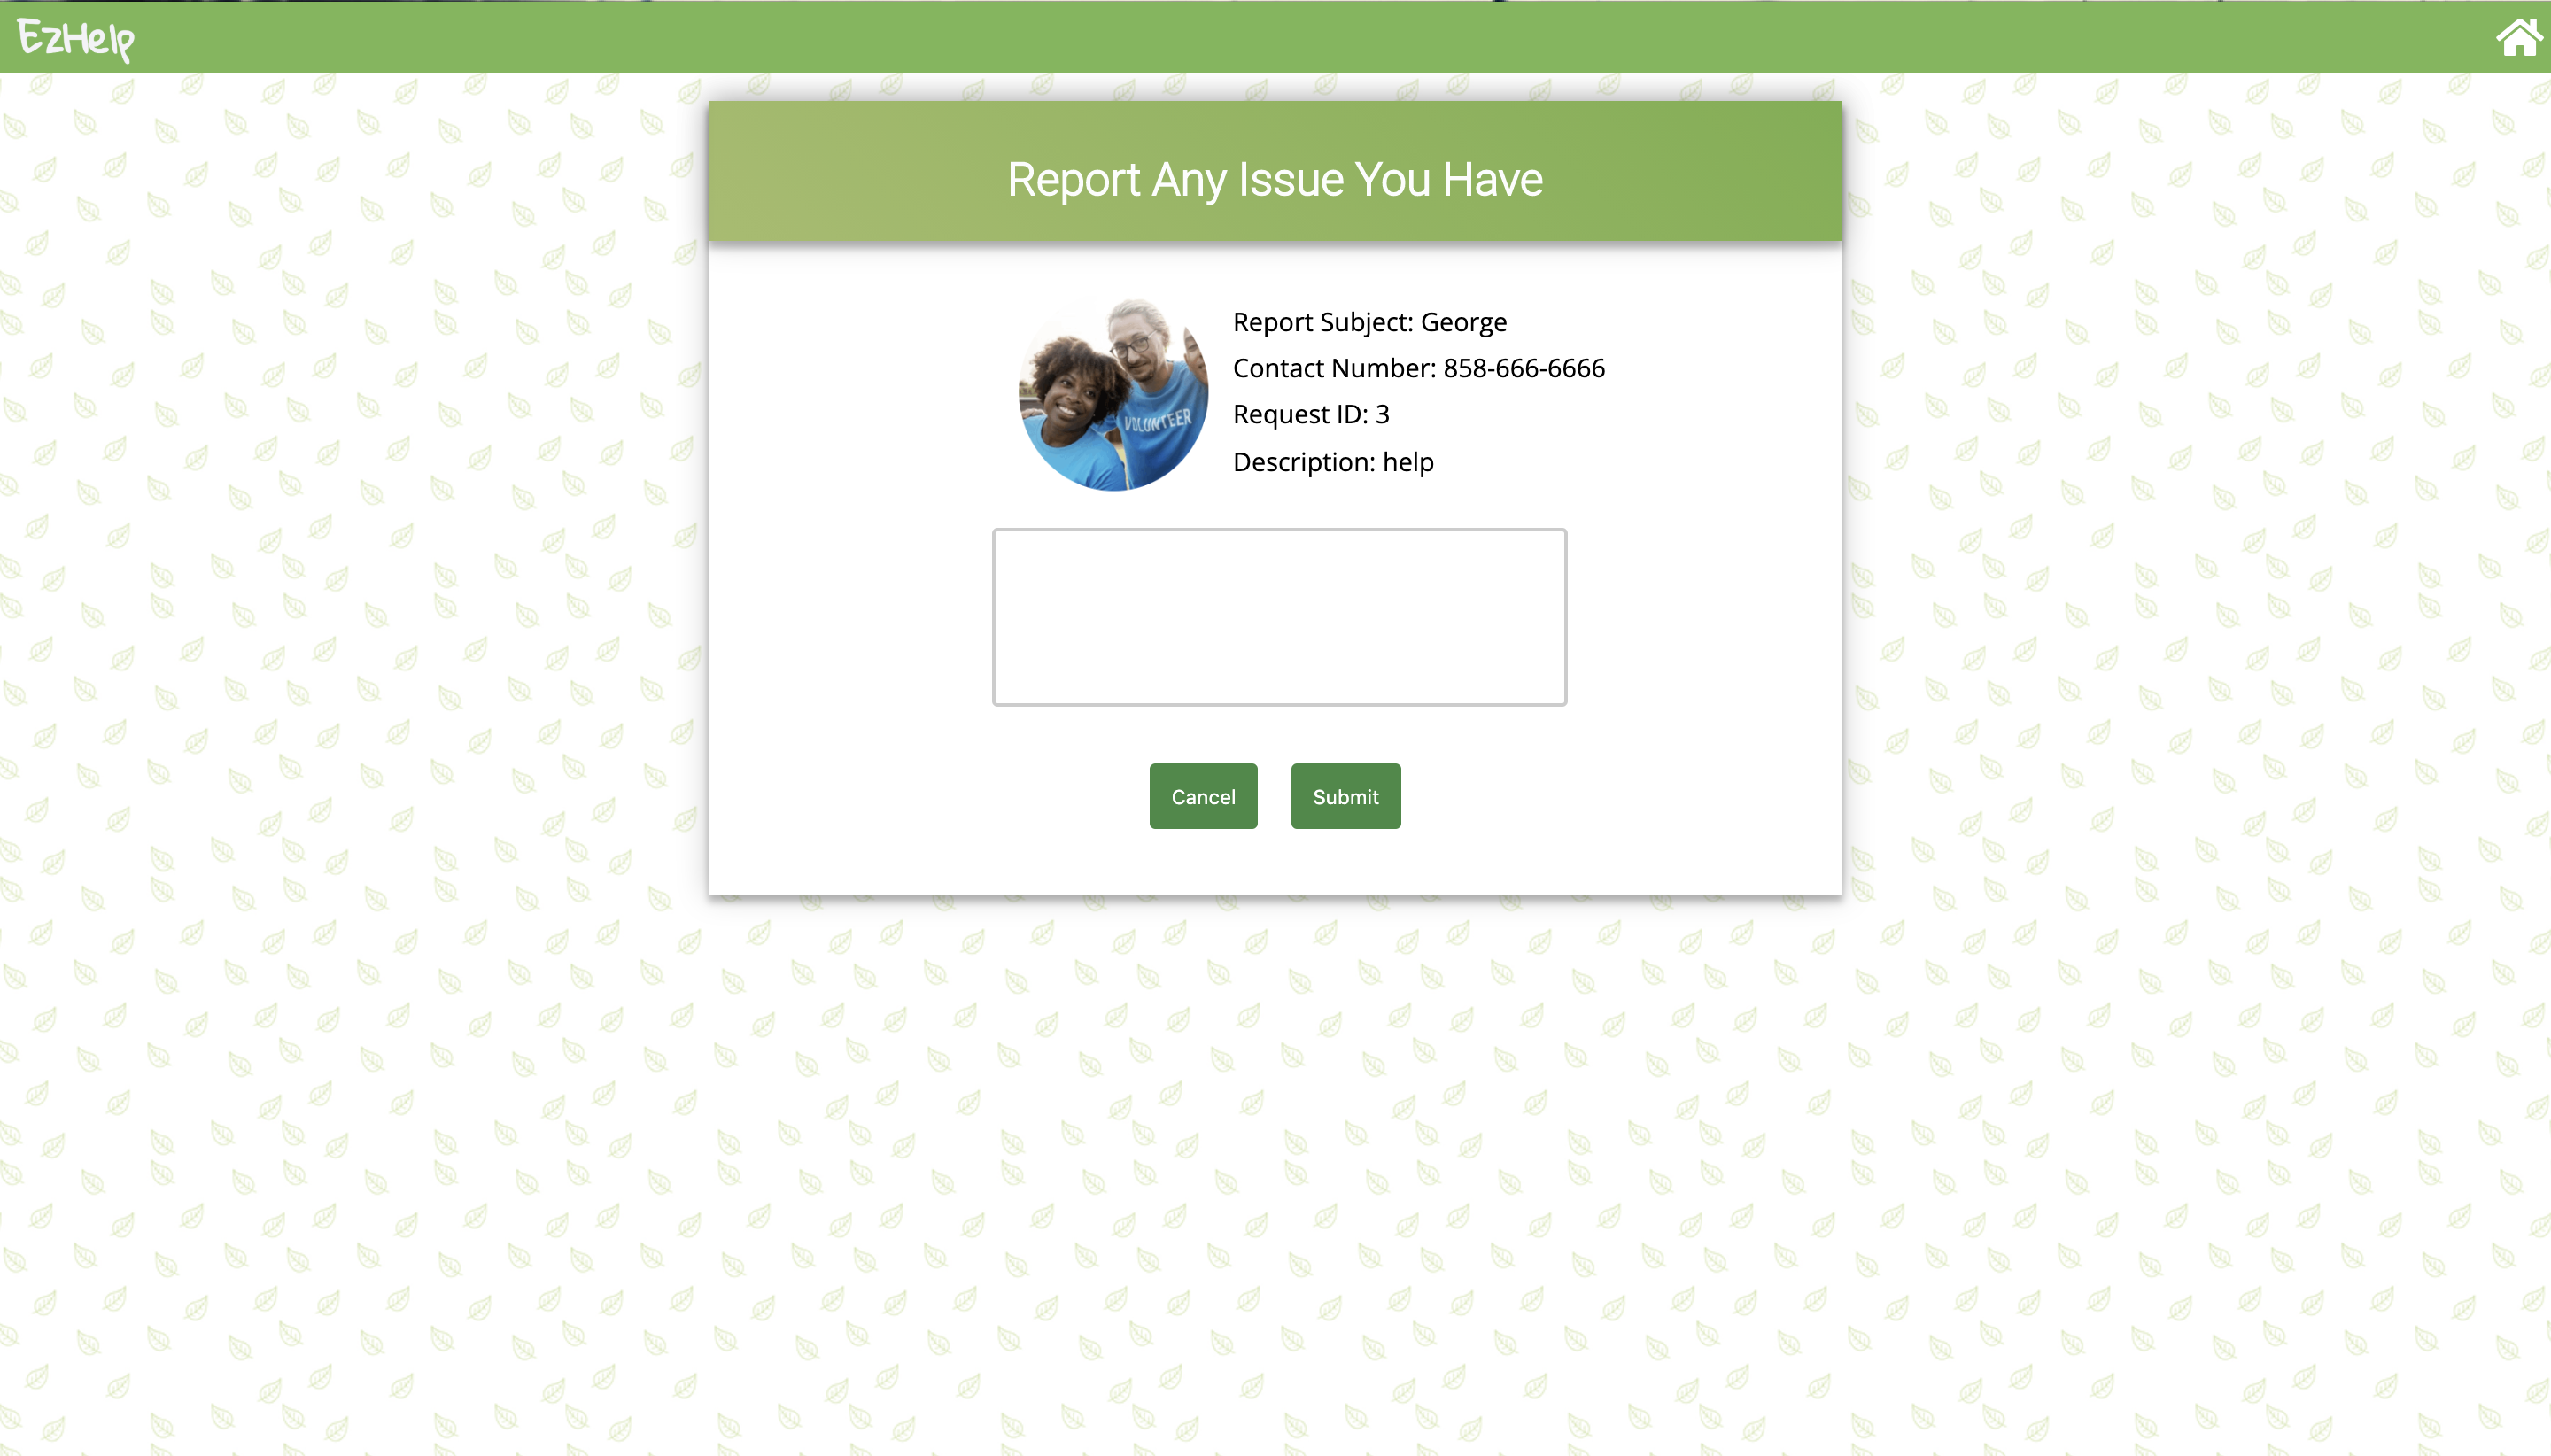 EzHelp
Report Any Issue You Have
Report Subject: George
Contact Number: 858-666-6666
Request ID: 3
Description: help
VOLUNTEER
Cancel
Submit